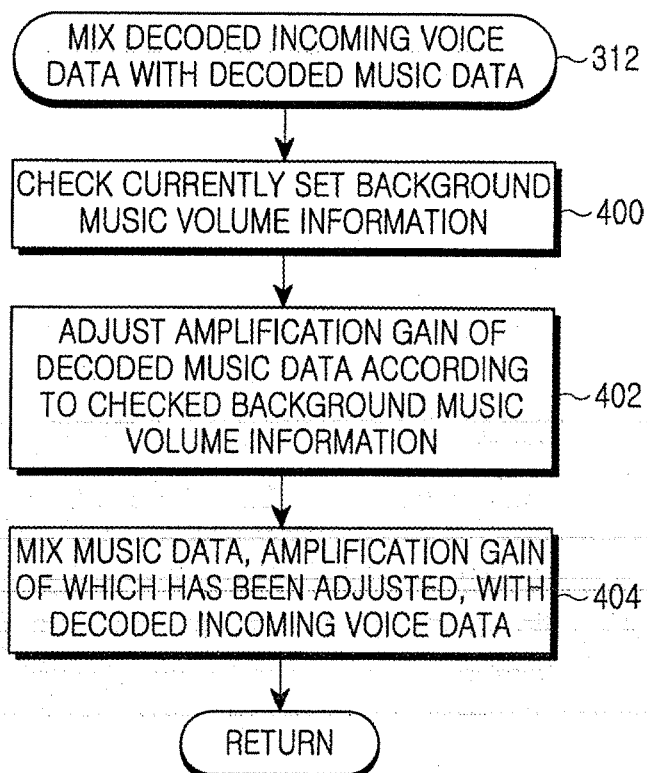 MIX DECODED INCOMING VOICE
DATA WITH DECODED MUSIC DATA
312
CHECK CURRENTLY SET BACKGROUND
MUSIC VOLUME INFORMATION
400
ADJUST AMPLIFICATION GAIN OF
DECODED MUSIC DATA ACCORDING
TO CHECKED BACKGROUND MUSIC
VOLUME INFORMATION
402
MIX MUSIC DATA, AMPLIFICATION GAIN
OF WHICH HAS BEEN ADJUSTED, WITH
DECODED INCOMING VOICE DATA
404
RETURN